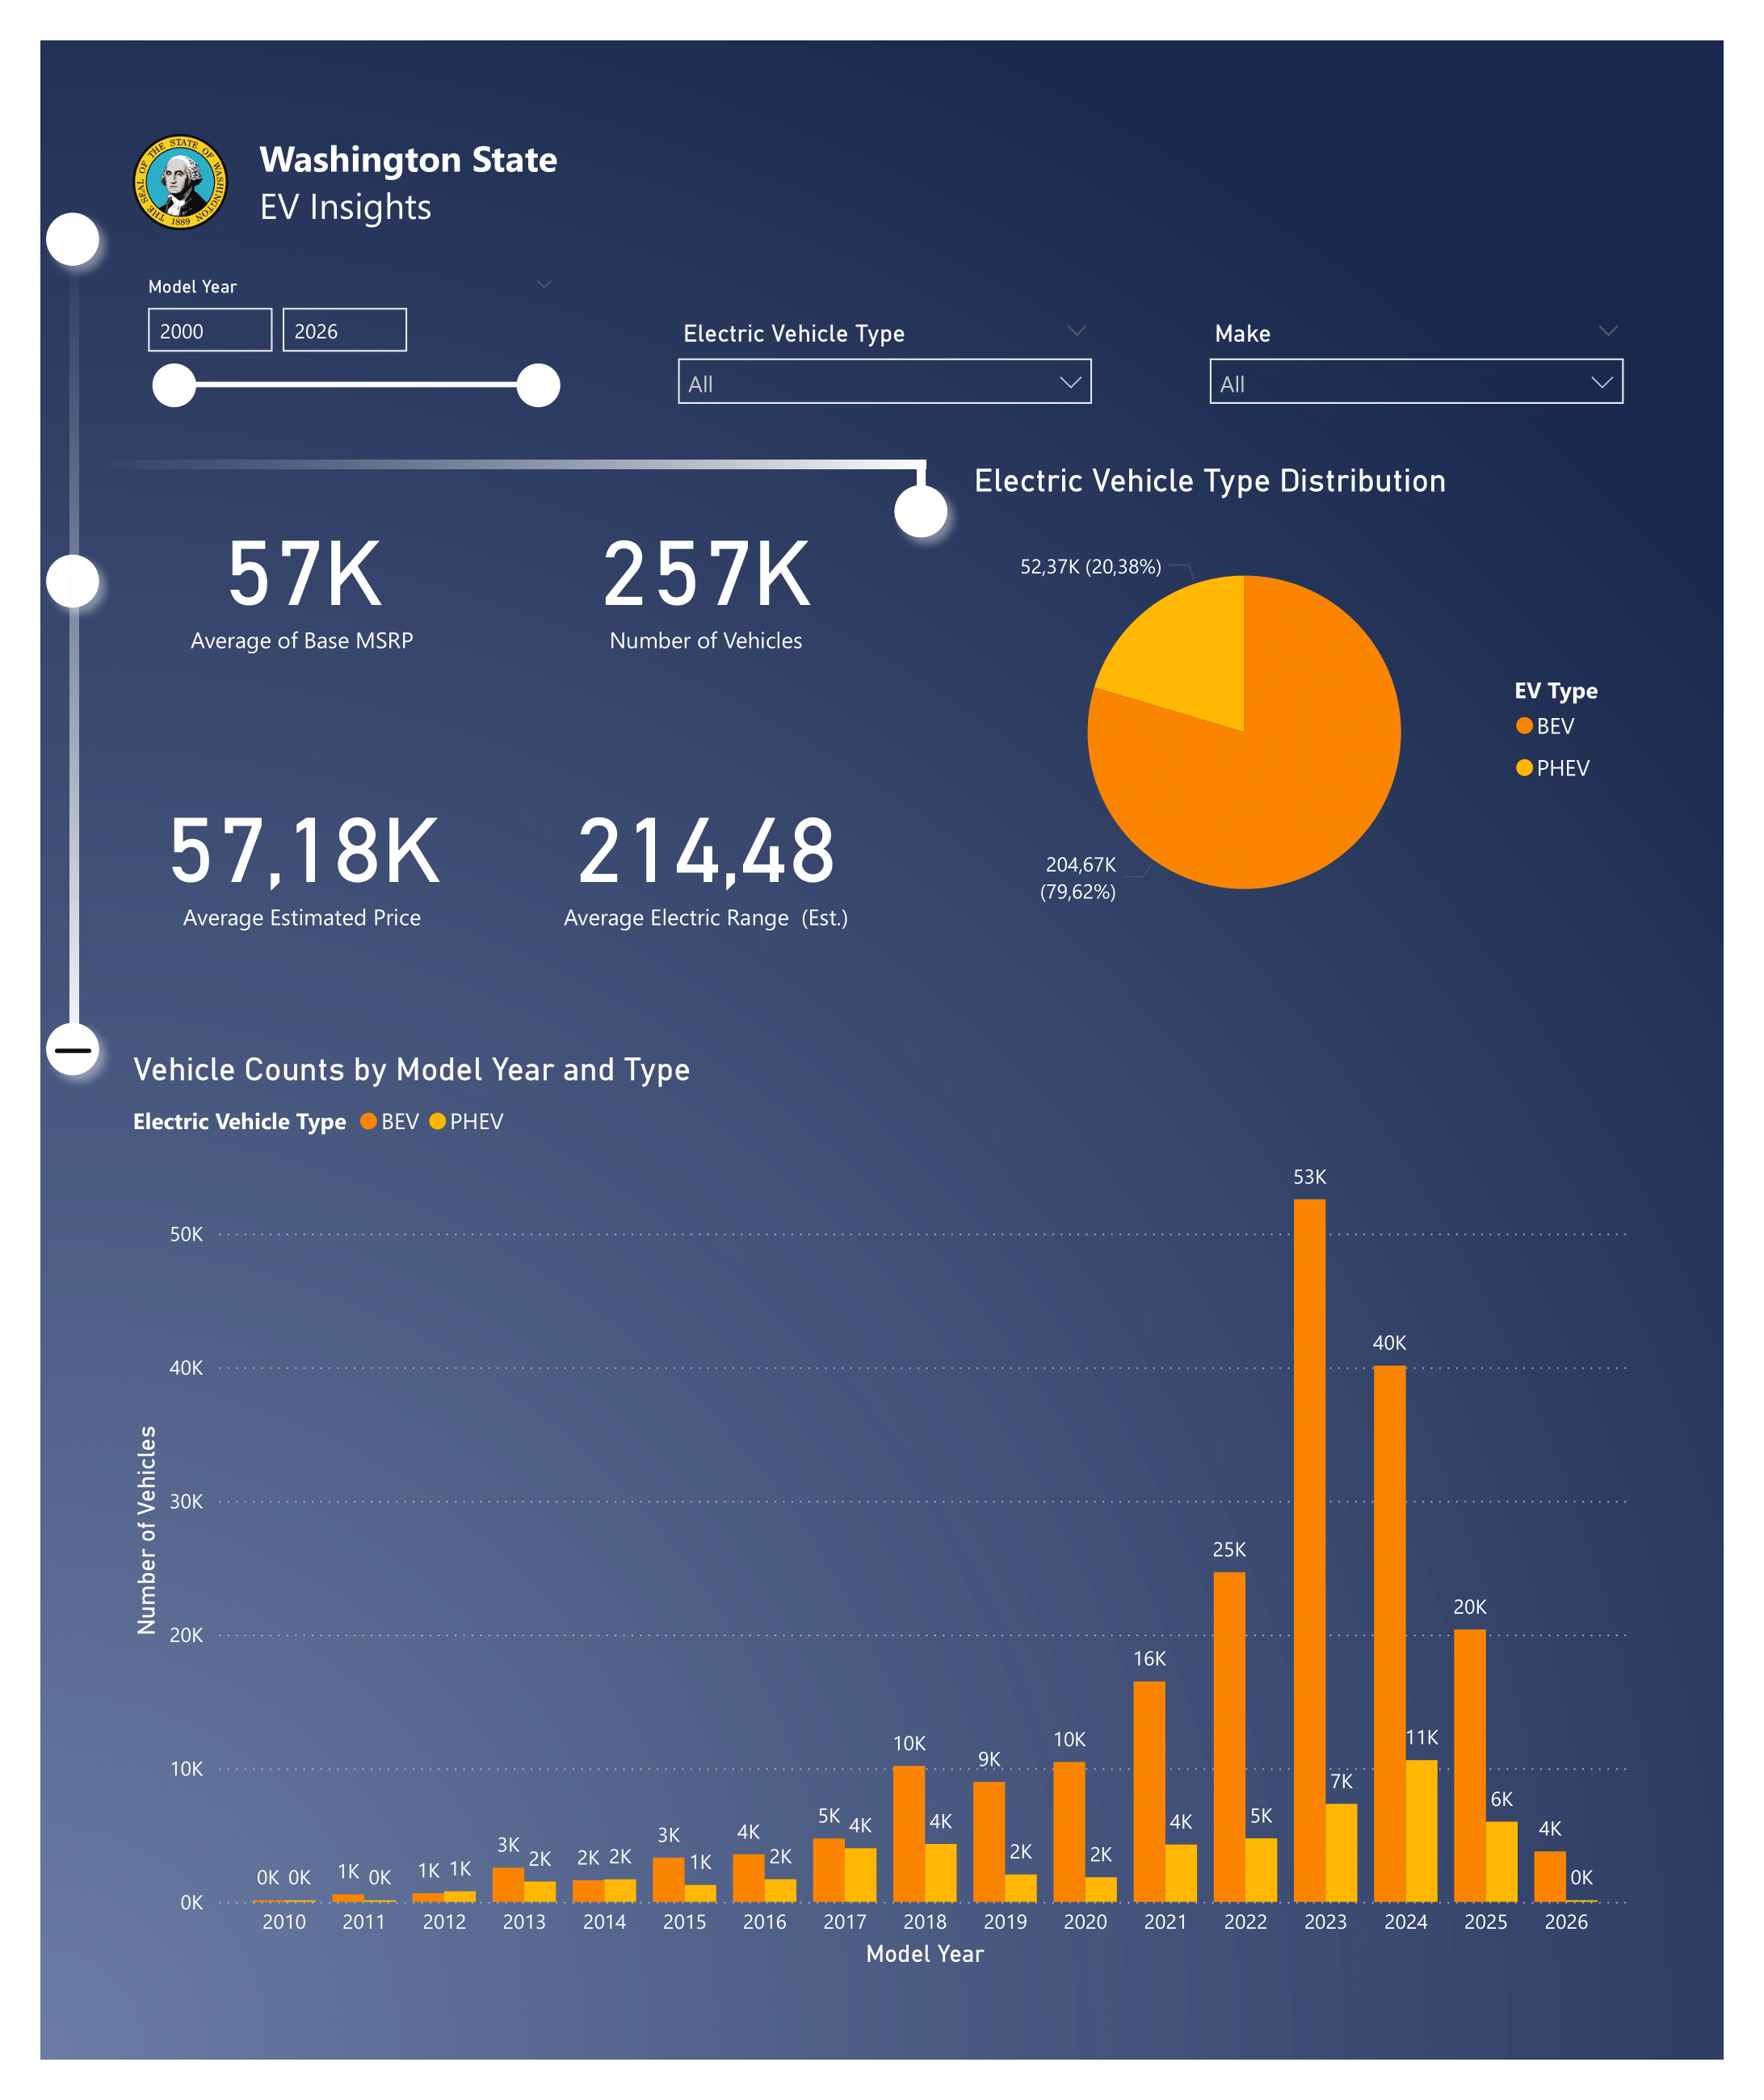 THE SEAL OF THE STATE OF WASHINGTON
1889
Washington State
EV Insights
Model Year
2000 2026
Electric Vehicle Type
All
Make
All
57K
Average of Base MSRP
257K
Number of Vehicles
57,18K
Average Estimated Price
214,48
Average Electric Range (Est.)
Electric Vehicle Type Distribution
52,37K (20,38%)
204,67K
(79,62%)
EV Type
BEV
PHEV
Vehicle Counts by Model Year and Type
Electric Vehicle Type BEV PHEV
Number of Vehicles
50K
40K
30K
20K
10K
0K
0K 0K
1K 0K
1K 1K
3K 2K
2K 2K
3K 1K
4K 2K
5K 4K
10K 4K
9K 2K
10K 2K
16K 4K
25K 5K
53K 7K
40K 11K
20K 6K
4K 0K
2010 2011 2012 2013 2014 2015 2016 2017 2018 2019 2020 2021 2022 2023 2024 2025 2026
Model Year